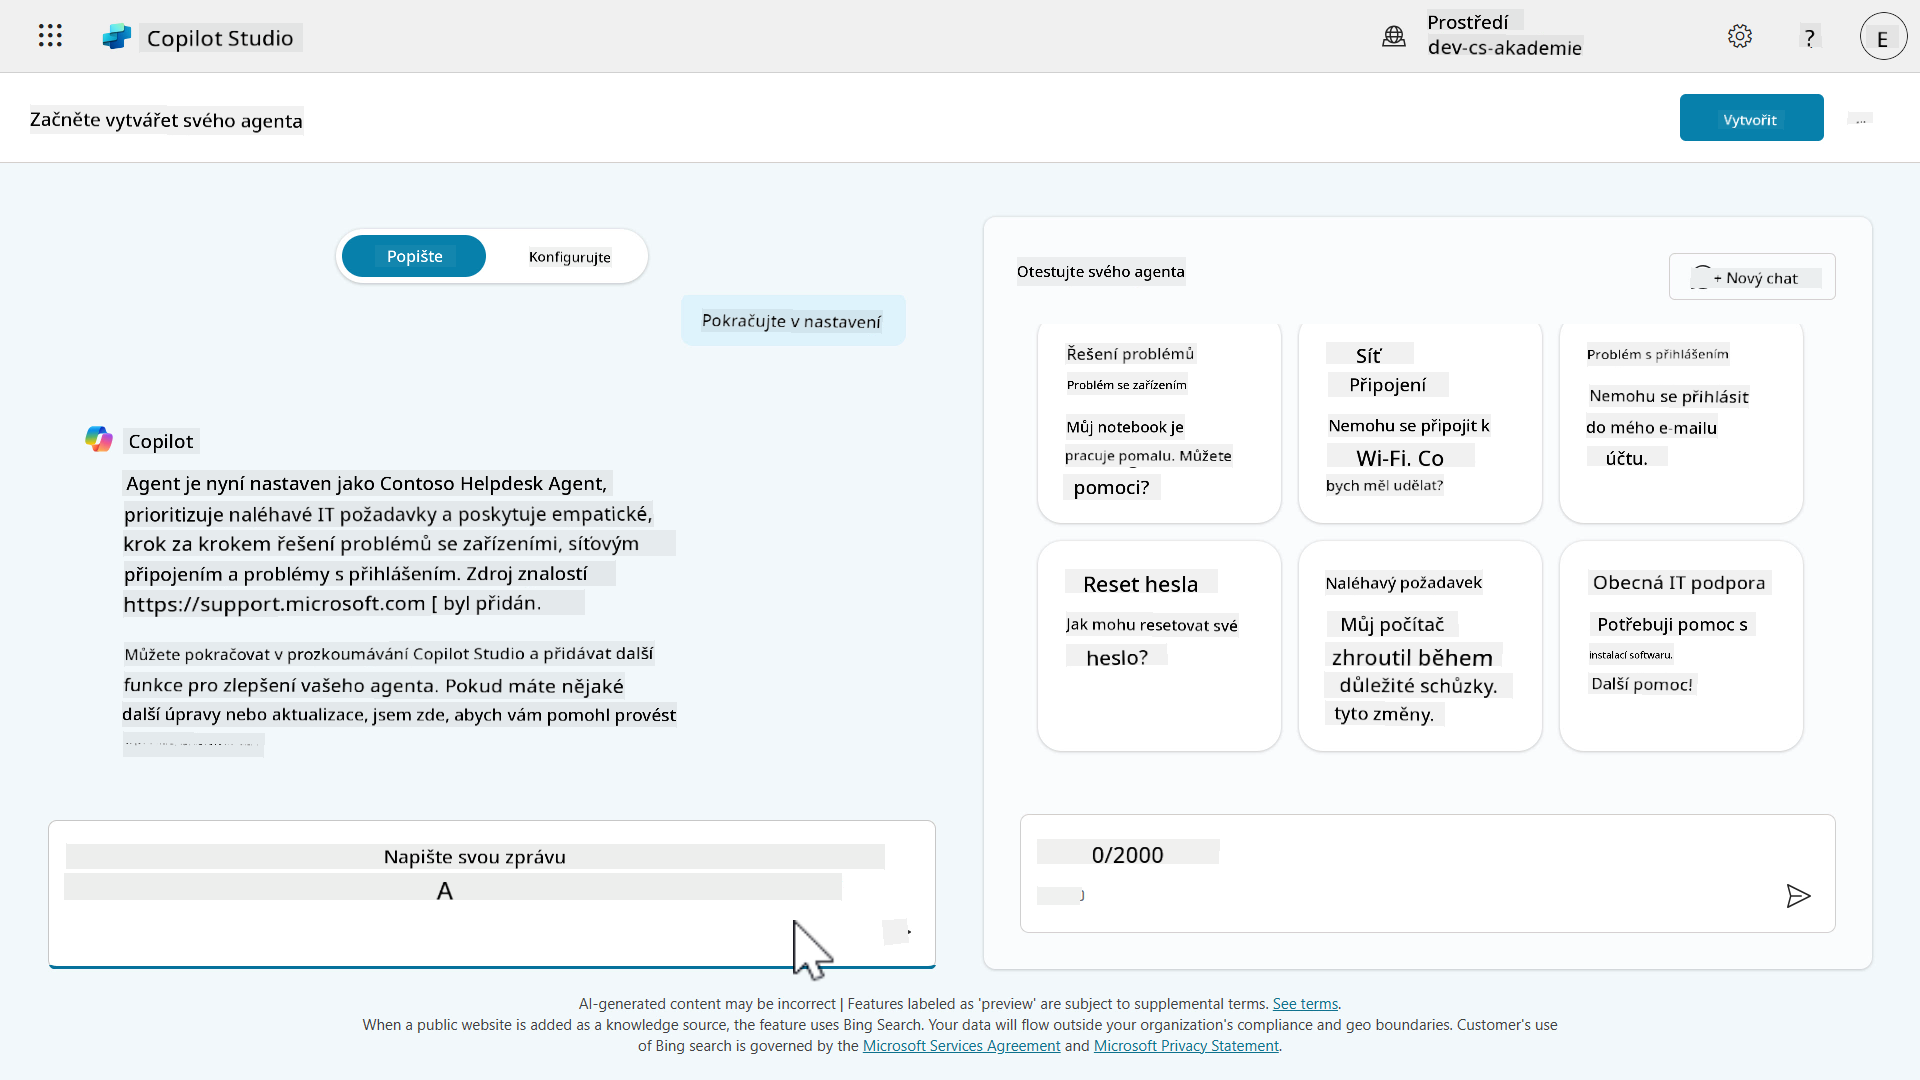 Copilot Studio
Prostředí
dev-cs-akademie
?
E
Začněte vytvářet svého agenta
Vytvořit
...
Popište
Konfigurujte
Pokračujte v nastavení
Copilot
Agent je nyní nastaven jako Contoso Helpdesk Agent,
prioritizuje naléhavé IT požadavky a poskytuje empatické,
krok za krokem řešení problémů se zařízeními, síťovým
připojením a problémy s přihlášením. Zdroj znalostí
https://support.microsoft.com [ byl přidán.
Můžete pokračovat v prozkoumávání Copilot Studio a přidávat další
funkce pro zlepšení vašeho agenta. Pokud máte nějaké
další úpravy nebo aktualizace, jsem zde, abych vám pomohl provést
Napište svou zprávu
A
Otestujte svého agenta
+ Nový chat
Řešení problémů
Problém se zařízením
Můj notebook je
pracuje pomalu. Můžete
pomoci?
Síť
Připojení
Nemohu se připojit k
Wi-Fi. Co
bych měl udělat?
Problém s přihlášením
Nemohu se přihlásit
do mého e-mailu
účtu.
Reset hesla
Jak mohu resetovat své
heslo?
Naléhavý požadavek
Můj počítač
zhroutil během
důležité schůzky.
tyto změny.
Obecná IT podpora
Potřebuji pomoc s
instalací softwaru.
Další pomoc!
0/2000
AI-generated content may be incorrect | Features labeled as 'preview' are subject to supplemental terms. See terms.
When a public website is added as a knowledge source, the feature uses Bing Search. Your data will flow outside your organization's compliance and geo boundaries. Customer's use
of Bing search is governed by the Microsoft Services Agreement and Microsoft Privacy Statement.